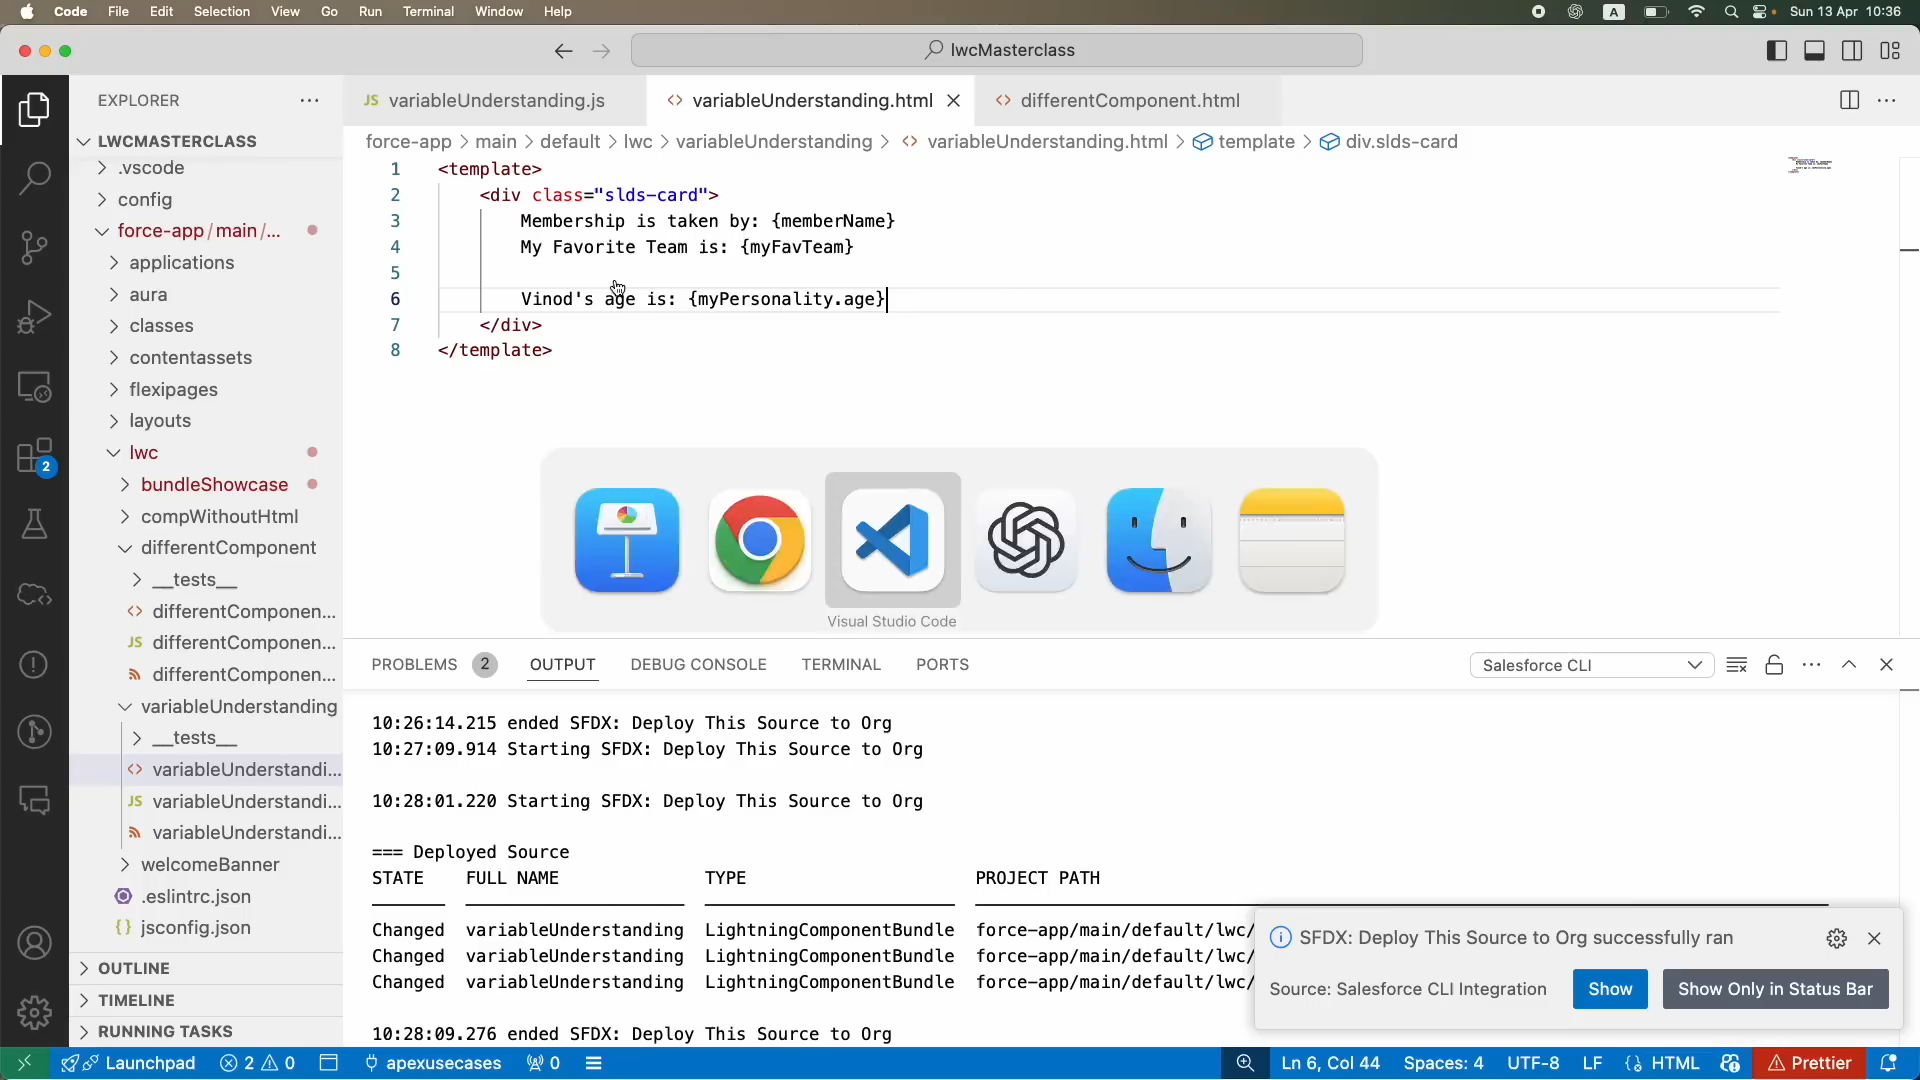 Code File Edit Selection View Go Run Terminal Window Help
A
Sun 13 Apr 10:36
lwcMasterclass
EXPLORER
JS variableUnderstanding.js
<> variableUnderstanding.html
<> differentComponent.html
LWCMASTERCLASS
.vscode
config
force-app/main/...
applications
aura
classes
contentassets
flexipages
layouts
lwc
bundleShowcase
compWithoutHtml
differentComponent
__tests__
<> differentComponen...
JS differentComponen...
differentComponen...
variableUnderstanding
__tests__
<> variableUnderstandi...
JS variableUnderstandi...
variableUnderstandi...
welcomeBanner
.eslintrc.json
{} jsconfig.json
OUTLINE
TIMELINE
RUNNING TASKS
2
force-app > main > default > lwc > variableUnderstanding > <> variableUnderstanding.html > template > div.slds-card
1 <template>
2 <div class="slds-card">
3 Membership is taken by: {memberName}
4 My Favorite Team is: {myFavTeam}
5
6 Vinod's age is: {myPersonality.age}
7 </div>
8 </template>
Visual Studio Code
PROBLEMS 2 OUTPUT DEBUG CONSOLE TERMINAL PORTS
Salesforce CLI
10:26:14.215 ended SFDX: Deploy This Source to Org
10:27:09.914 Starting SFDX: Deploy This Source to Org
10:28:01.220 Starting SFDX: Deploy This Source to Org
=== Deployed Source
STATE FULL NAME TYPE PROJECT PATH
Changed variableUnderstanding LightningComponentBundle force-app/main/default/lwc/
Changed variableUnderstanding LightningComponentBundle force-app/main/default/lwc/
Changed variableUnderstanding LightningComponentBundle force-app/main/default/lwc/
10:28:09.276 ended SFDX: Deploy This Source to Org
SFDX: Deploy This Source to Org successfully ran
Source: Salesforce CLI Integration
Show
Show Only in Status Bar
Launchpad 2 0 apexusecases 0
Ln 6, Col 44 Spaces: 4 UTF-8 LF {} HTML Prettier